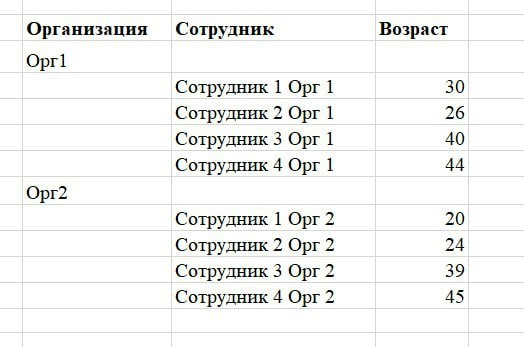 Организация Сотрудник Возраст
Орг1
Сотрудник 1 Орг 1 30
Сотрудник 2 Орг 1 26
Сотрудник 3 Орг 1 40
Сотрудник 4 Орг 1 44
Орг2
Сотрудник 1 Орг 2 20
Сотрудник 2 Орг 2 24
Сотрудник 3 Орг 2 39
Сотрудник 4 Орг 2 45